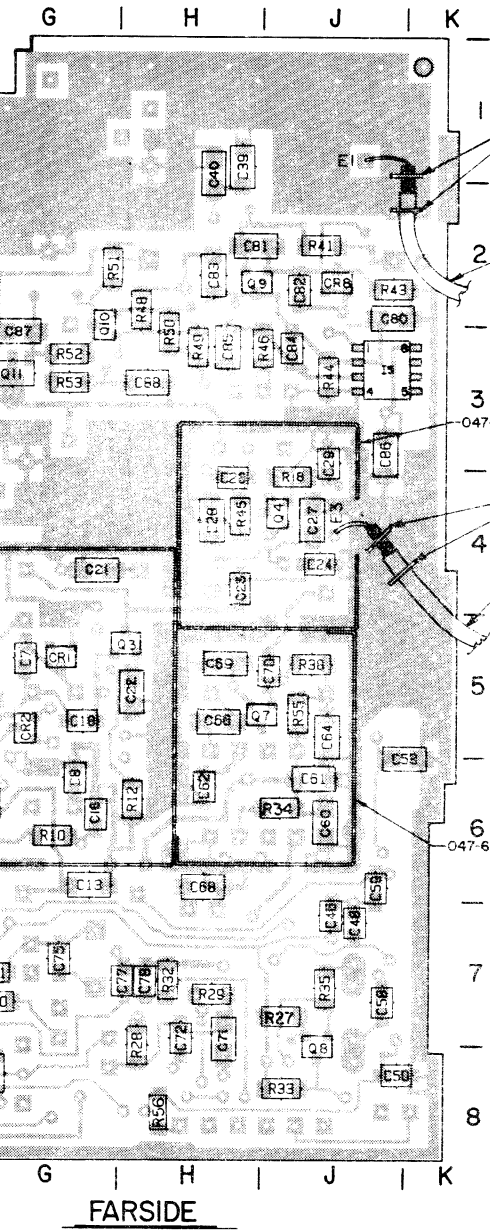 G H J K
1
E1
C40 C39
2
R51 C81 R41
C83 Q9 C82 CR8 R43
Q10 R48 R50 C80
C87 R49 C85 R46 C84
R52
Q11 R53 C88 R44
3
-047-
C29 C86
R18
C28 R45 Q4 C27 E3
4
C21 C24
C23
Q3
C7 CR1 C69 C70 R38
5
C22
CR2 C18 C66 Q7 R55 C64
C53
C8 C62 C61
C16 R12 R34 C60
R10
6
-047-6
C13 C68 C59
C46 C48
C75
7
C77 C78 R32 R29 R35 C58
R27
R28 C72 C71 Q8
R33 C50
R56
8
G H J K
FARSIDE